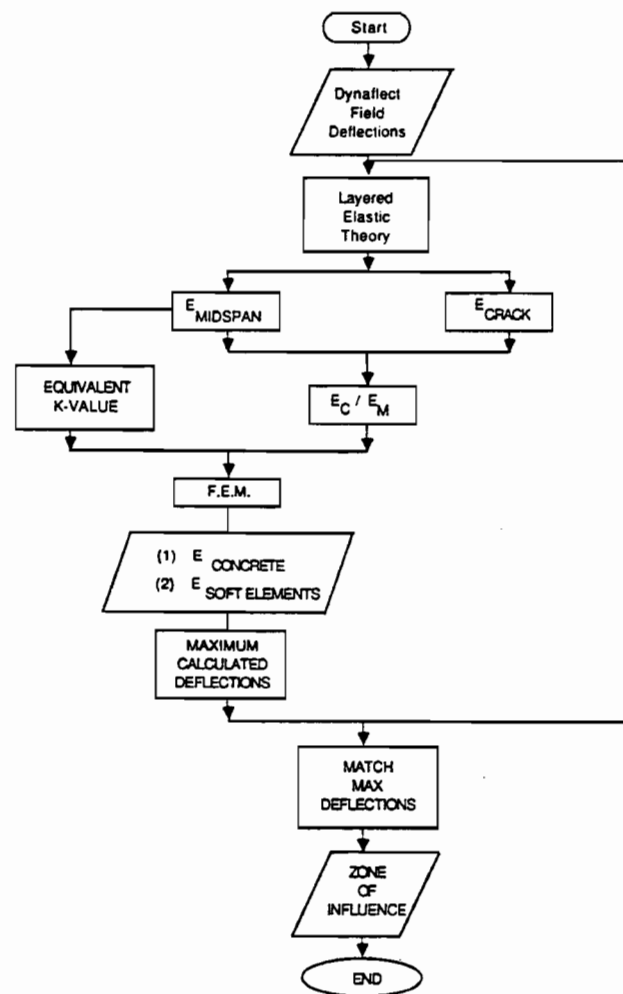 Start
Dynaflect
Field
Deflections
Layered
Elastic
Theory
E MIDSPAN
E CRACK
EQUIVALENT
K-VALUE
E C / E M
F.E.M.
(1) E CONCRETE
(2) E SOFT ELEMENTS
MAXIMUM
CALCULATED
DEFLECTIONS
MATCH
MAX
DEFLECTIONS
ZONE
OF
INFLUENCE
END